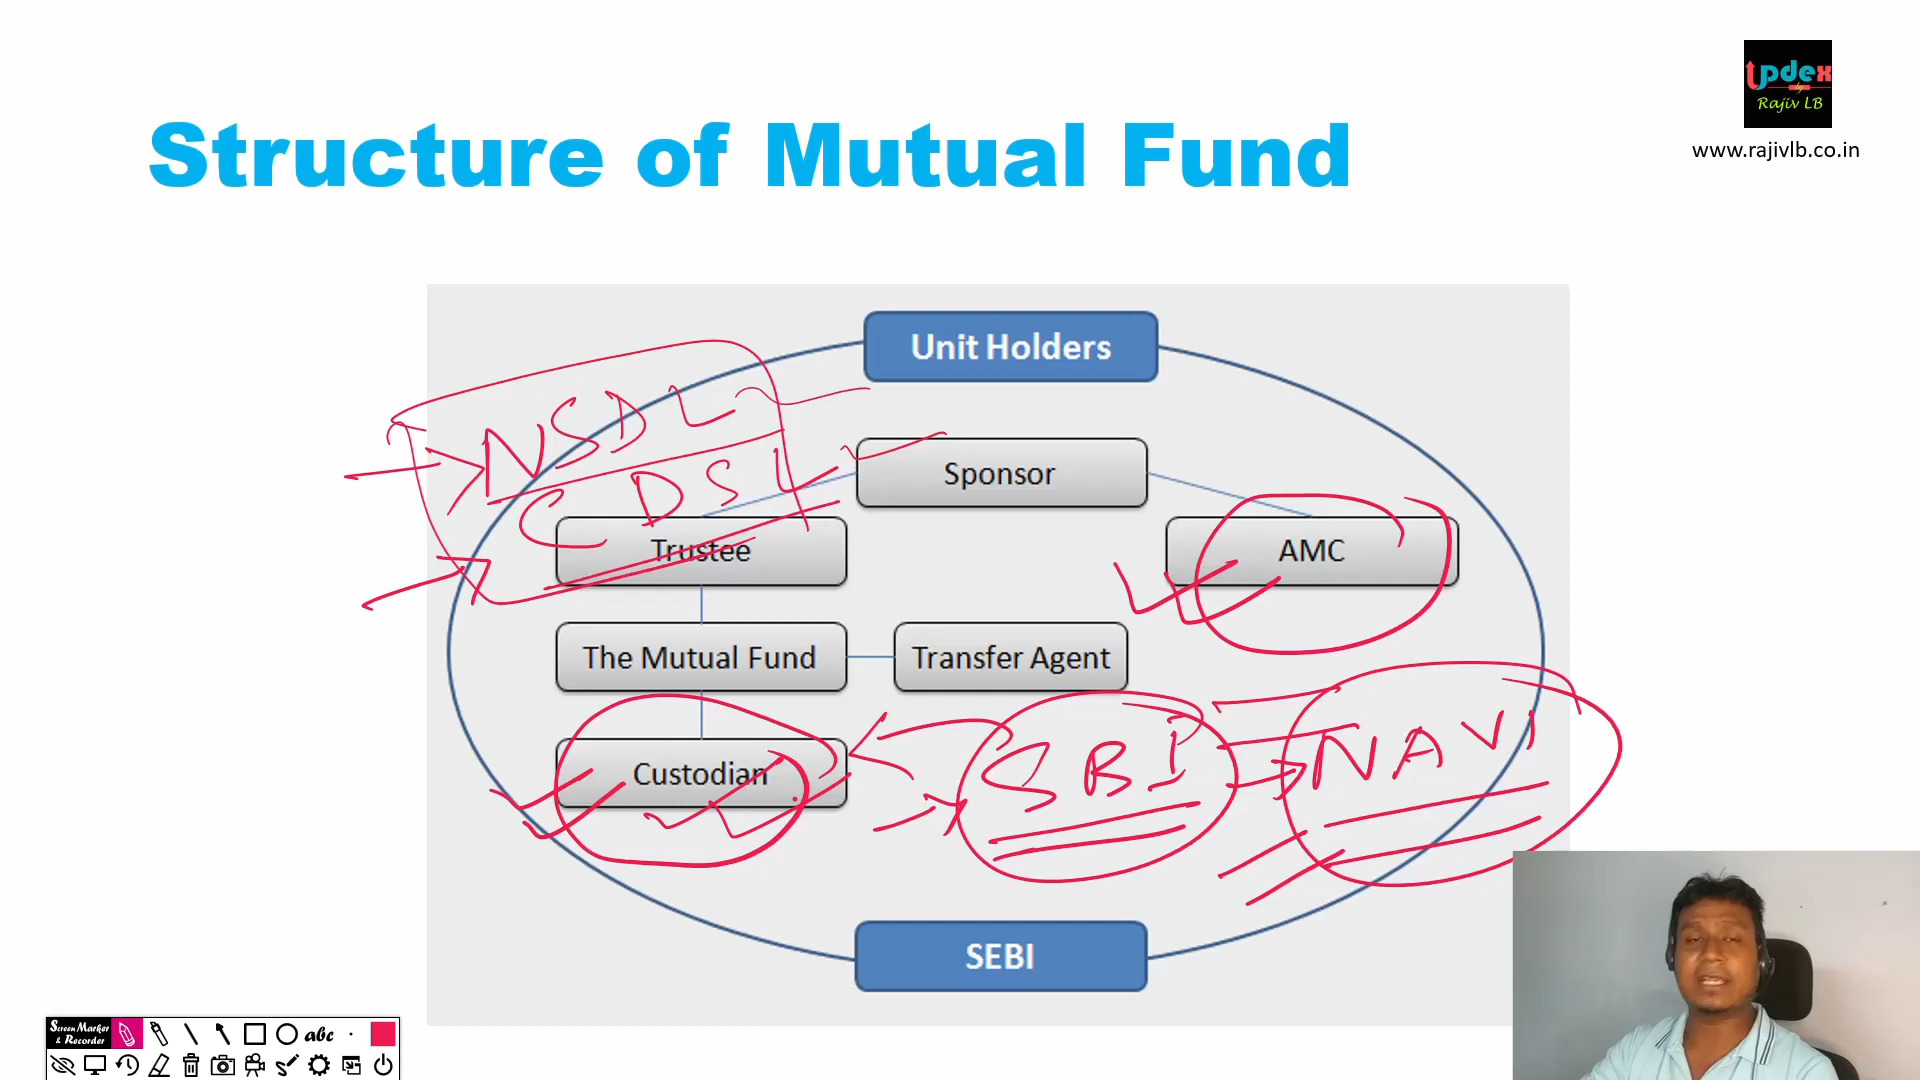 Updex
by
Rajiv LB
www.rajivlb.co.in
Structure of Mutual Fund
Unit Holders
NSDL
CDSL
Sponsor
Trustee
AMC
The Mutual Fund
Transfer Agent
Custodian
SBI
NAVI
SEBI
Screen Marker
& Recorder
abc